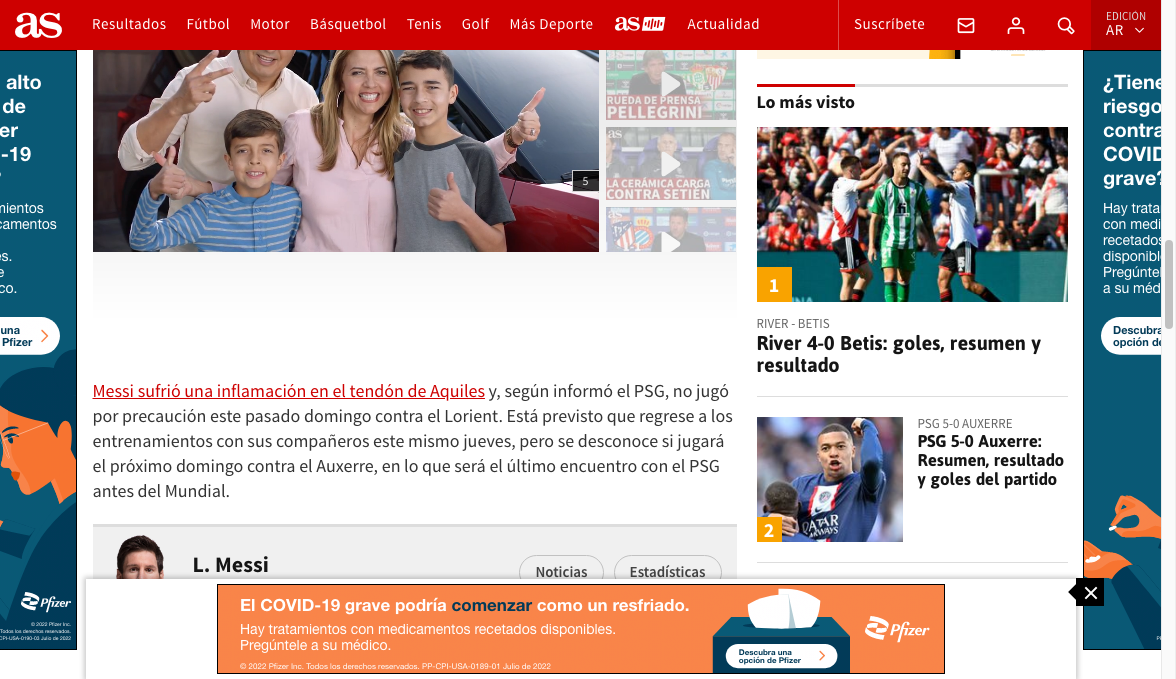 as
Resultados
Fútbol
Motor
Básquetbol
Tenis
Golf
Más Deporte
as
Actualidad
Suscríbete
EDICIÓN
AR
alto
de
er
-19
?
mientos
camentos
es.
e
co.
una
Pfizer
Pfizer
© 2022 Pfizer Inc.
Todos los derechos reservados.
CPI-USA-0190-03 Julio de 2022
RUEDA DE PRENSA
PELLEGRINI
as
LA CERÁMICA CARGA
CONTRA SETIÉN
5
Messi sufrió una inflamación en el tendón de Aquiles y, según informó el PSG, no jugó
por precaución este pasado domingo contra el Lorient. Está previsto que regrese a los
entrenamientos con sus compañeros este mismo jueves, pero se desconoce si jugará
el próximo domingo contra el Auxerre, en lo que será el último encuentro con el PSG
antes del Mundial.
L. Messi
Noticias
Estadísticas
Lo más visto
1
RIVER - BETIS
River 4-0 Betis: goles, resumen y
resultado
2
QATAR
AIRWAYS
PSG 5-0 AUXERRE
PSG 5-0 Auxerre:
Resumen, resultado
y goles del partido
¿Tiene
riesgo
contra
COVID
grave?
Hay trata
con medi
recetados
disponibl
Pregúntel
a su méd
Descubra
opción de
El COVID-19 grave podría comenzar como un resfriado.
Hay tratamientos con medicamentos recetados disponibles.
Pregúntele a su médico.
© 2022 Pfizer Inc. Todos los derechos reservados. PP-CPI-USA-0189-01 Julio de 2022
Descubra una
opción de Pfizer
Pfizer